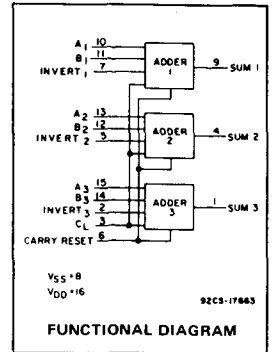 A1 10
B1 11
INVERT1 7
ADDER
1
9 SUM 1
A2 13
B2 12
INVERT2 5
ADDER
2
4 SUM 2
A3 15
B3 14
INVERT3 2
CL 3
CARRY RESET 6
ADDER
3
1 SUM 3
VSS = 8
VDD = 16
92CS-17663
FUNCTIONAL DIAGRAM